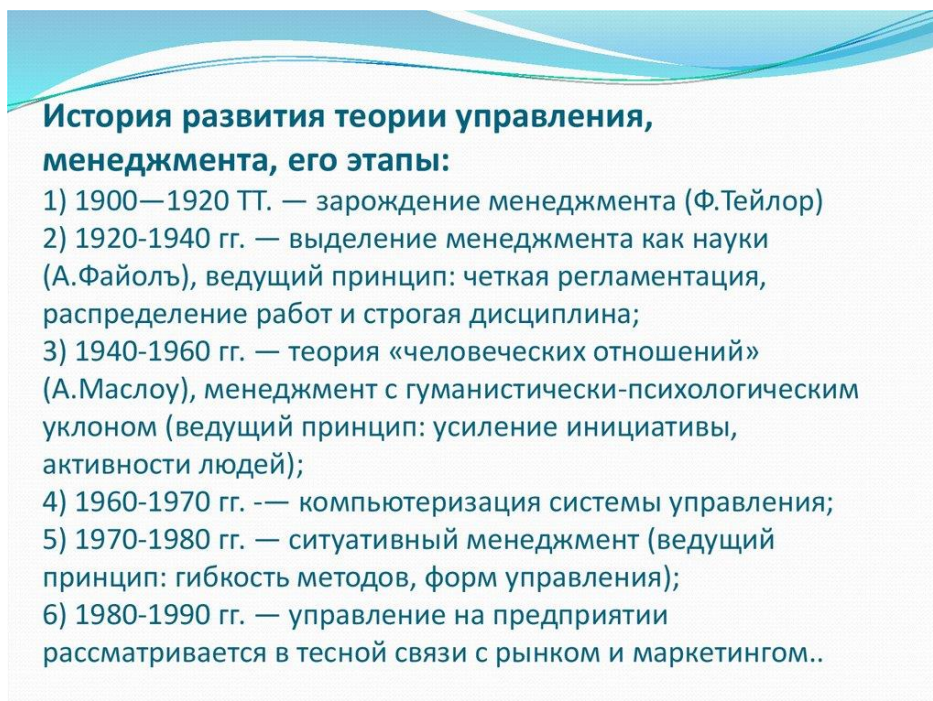 История развития теории управления,
менеджмента, его этапы:
1) 1900—1920 ТТ. — зарождение менеджмента (Ф.Тейлор)
2) 1920-1940 гг. — выделение менеджмента как науки
(А.Файолъ), ведущий принцип: четкая регламентация,
распределение работ и строгая дисциплина;
3) 1940-1960 гг. — теория «человеческих отношений»
(А.Маслоу), менеджмент с гуманистически-психологическим
уклоном (ведущий принцип: усиление инициативы,
активности людей);
4) 1960-1970 гг. -— компьютеризация системы управления;
5) 1970-1980 гг. — ситуативный менеджмент (ведущий
принцип: гибкость методов, форм управления);
6) 1980-1990 гг. — управление на предприятии
рассматривается в тесной связи с рынком и маркетингом..